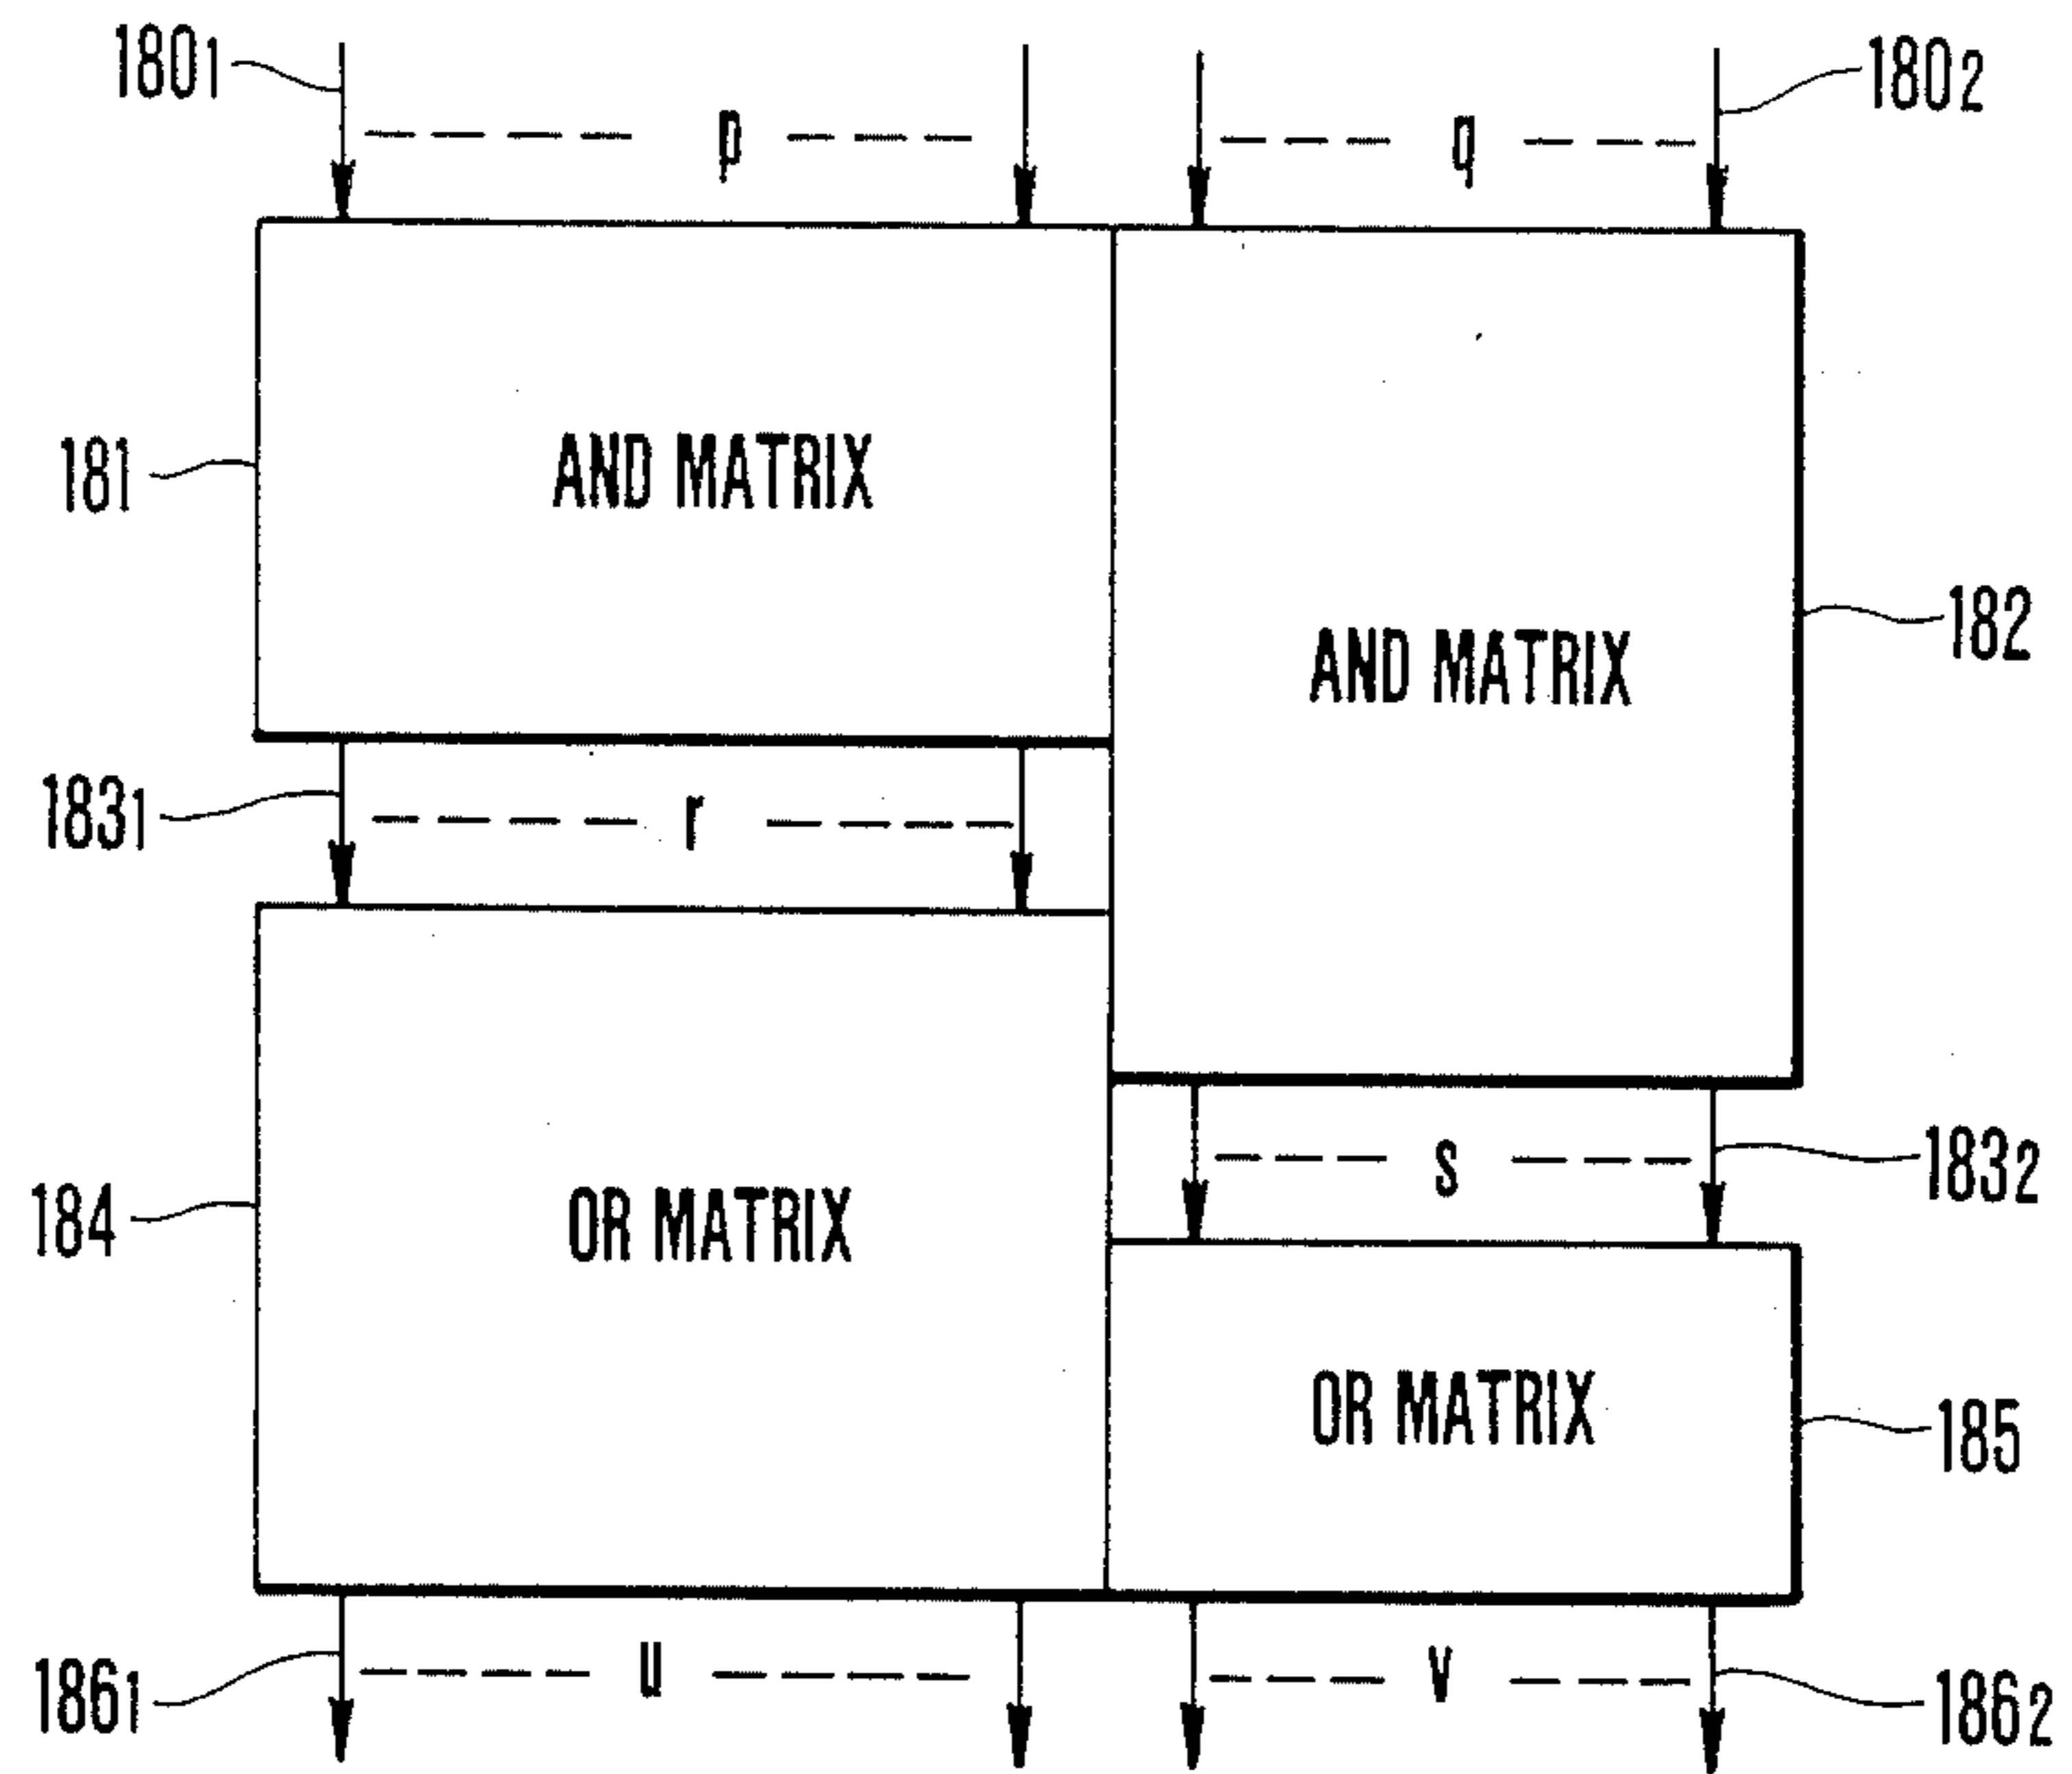 180₁
180₂
p
q
181
AND MATRIX
182
AND MATRIX
183₁
r
183₂
s
184
OR MATRIX
185
OR MATRIX
186₁
u
v
186₂